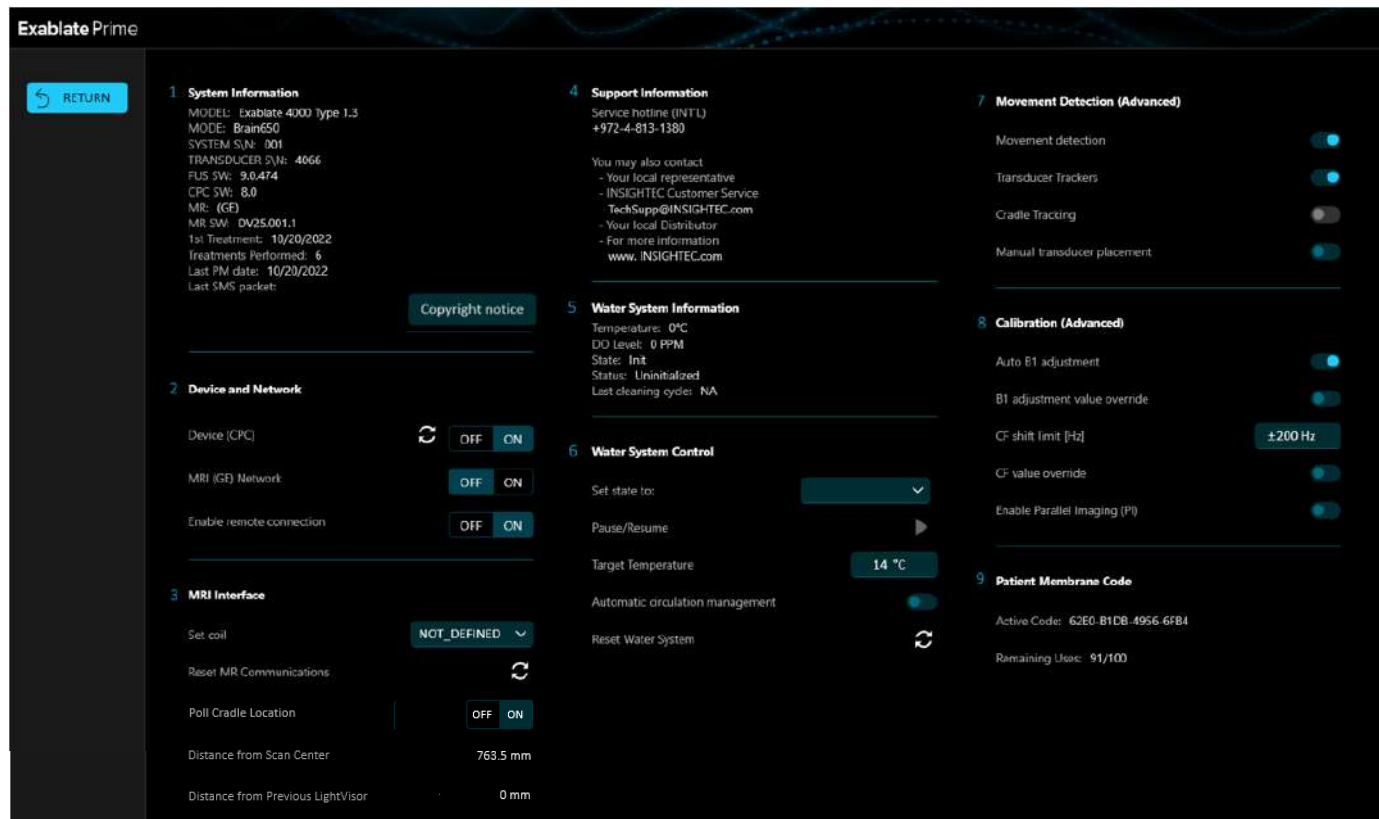 Exablate Prime
RETURN
1 System Information
MODEL: Exablate 4000 Type 1.3
MODE: Brain650
SYSTEM S\N: 001
TRANSDUCER S\N: 4066
FUS SW: 9.0.474
CPC SW: 8.0
MR: (GE)
MR SW: DV25.001.1
1st Treatment: 10/20/2022
Treatments Performed: 6
Last PM date: 10/20/2022
Last SMS packet:
Copyright notice
2 Device and Network
Device (CPC) OFF ON
MRI (GE) Network OFF ON
Enable remote connection OFF ON
3 MRI Interface
Set coil NOT_DEFINED
Reset MR Communications
Poll Cradle Location OFF ON
Distance from Scan Center 763.5 mm
Distance from Previous LightVisor 0 mm
4 Support Information
Service hotline (INT'L)
+972-4-813-1380
You may also contact
- Your local representative
- INSIGHTEC Customer Service
TechSupp@INSIGHTEC.com
- Your local Distributor
- For more information
www. INSIGHTEC.com
5 Water System Information
Temperature: 0°C
DO Level: 0 PPM
State: Init
Status: Uninitialized
Last cleaning cycle: NA
6 Water System Control
Set state to:
Pause/Resume
Target Temperature 14 °C
Automatic circulation management
Reset Water System
7 Movement Detection (Advanced)
Movement detection
Transducer Trackers
Cradle Tracking
Manual transducer placement
8 Calibration (Advanced)
Auto B1 adjustment
B1 adjustment value override
CF shift limit [Hz] ±200 Hz
CF value override
Enable Parallel Imaging (PI)
9 Patient Membrane Code
Active Code: 62E0-B1DB-4956-6FB4
Remaining Uses: 91/100